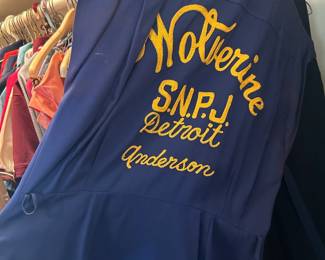 Wolverine
S.N.P.J
Detroit
Anderson